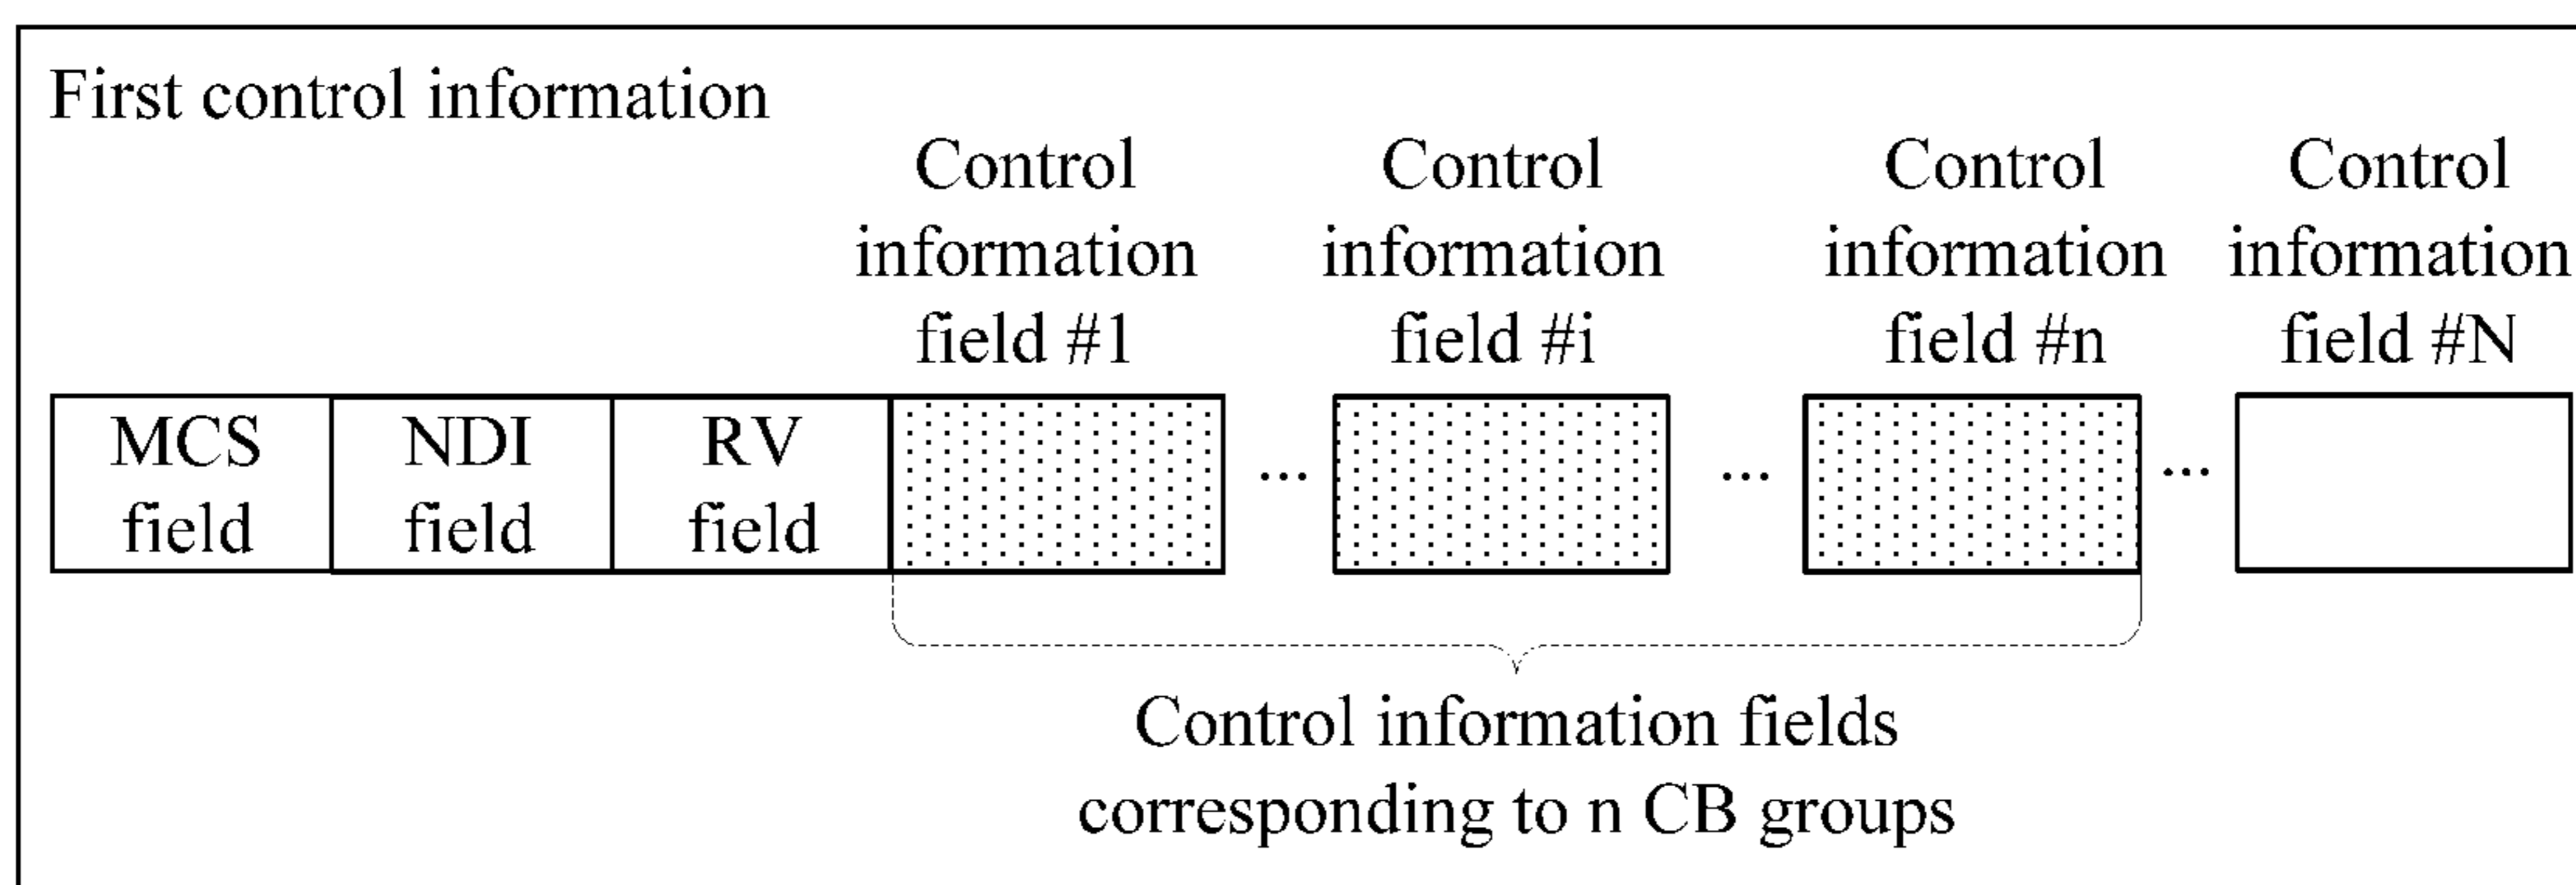 First control information
Control
information
field #1
Control
information
field #i
Control
information
field #n
Control
information
field #N
MCS
field
NDI
field
RV
field
...
...
...
Control information fields
corresponding to n CB groups